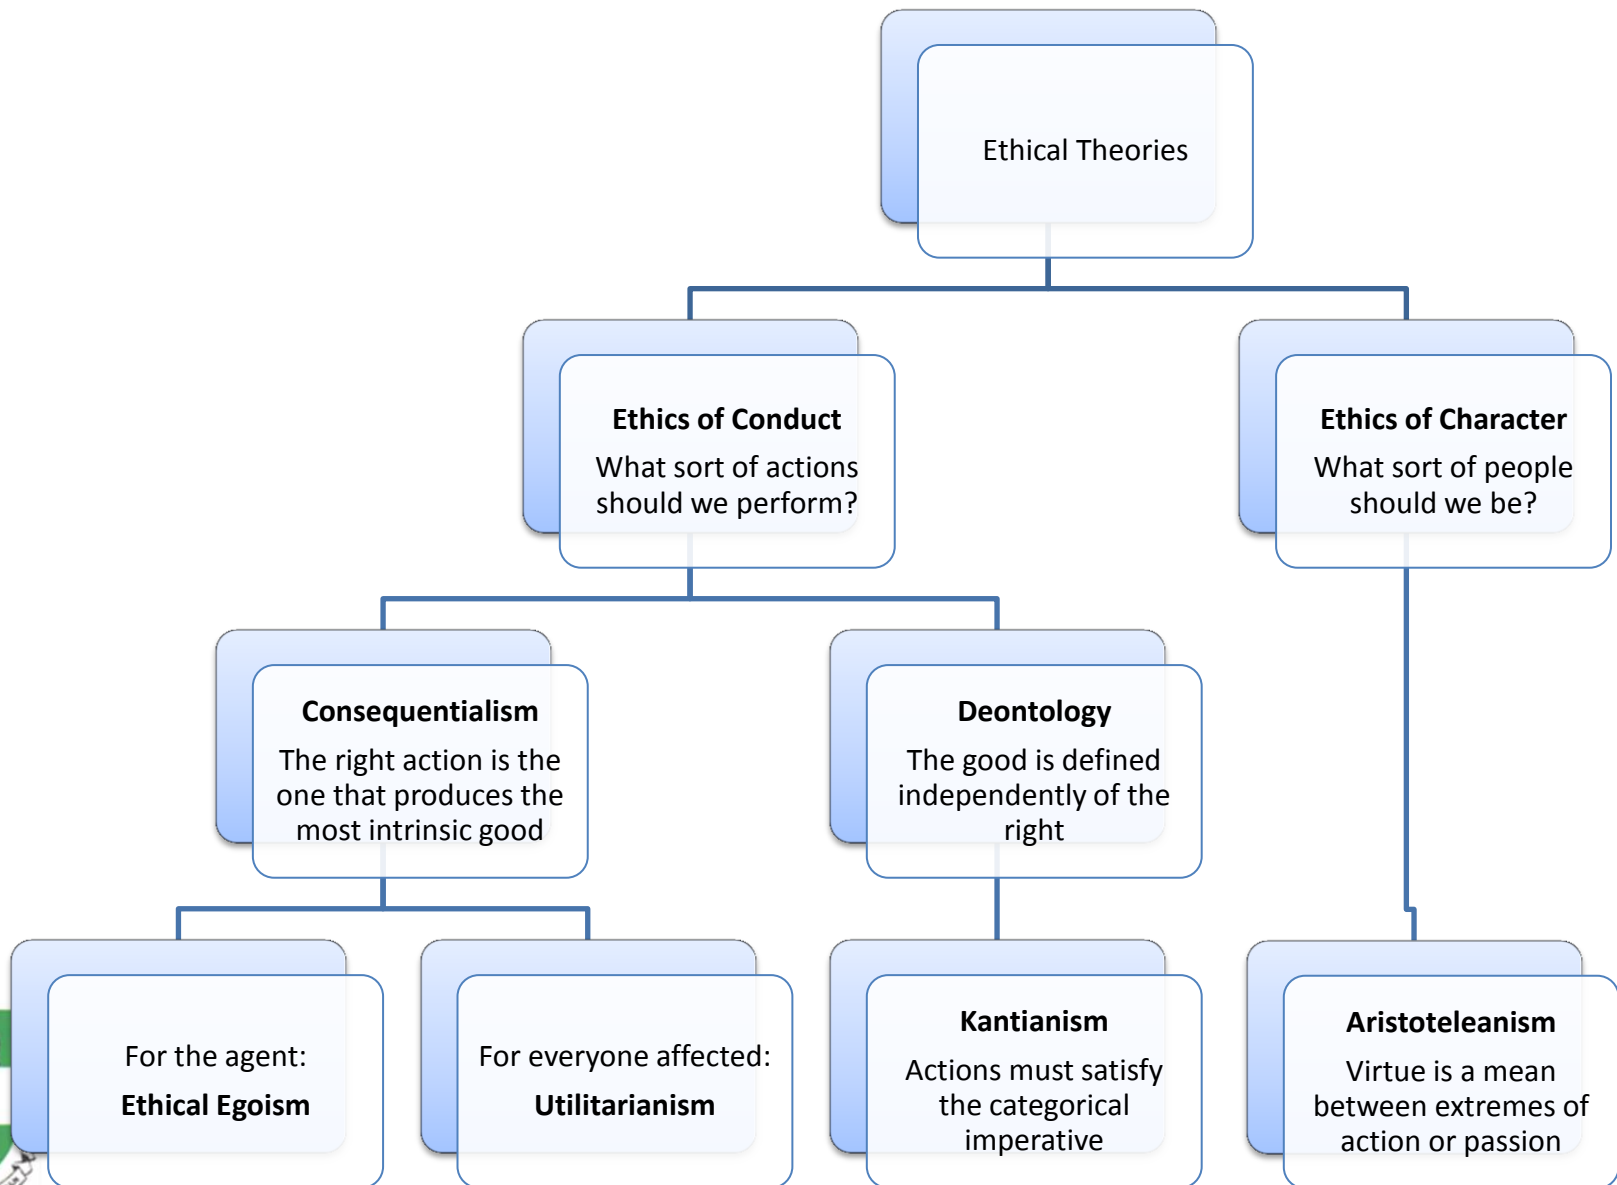 Ethical Theories
Ethics of Conduct
What sort of actions
should we perform?
Ethics of Character
What sort of people
should we be?
Consequentialism
The right action is the
one that produces the
most intrinsic good
Deontology
The good is defined
independently of the
right
For the agent:
Ethical Egoism
For everyone affected:
Utilitarianism
Kantianism
Actions must satisfy
the categorical
imperative
Aristoteleanism
Virtue is a mean
between extremes of
action or passion